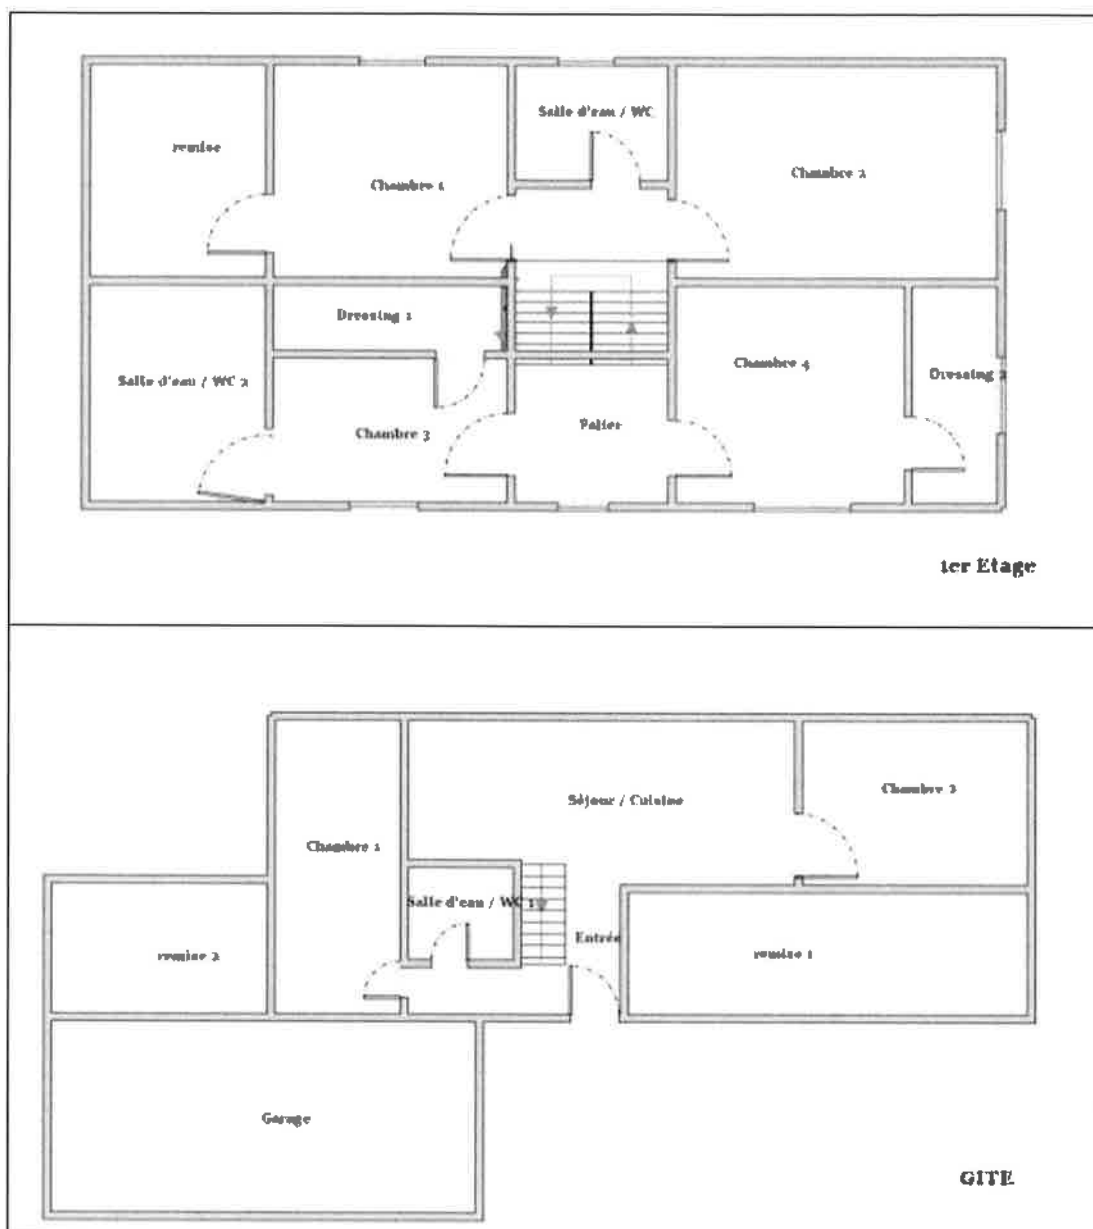 Salle d'eau / WC
remise
Chambre 1
Chambre 2
Dressing 1
Salle d'eau / WC 2
Chambre 3
Palier
Chambre 4
Dressing 2
1er Etage
Séjour / Cuisine
Chambre 2
Chambre 1
Salle d'eau / WC 1
Entrée
remise 2
remise 1
Garage
GITE